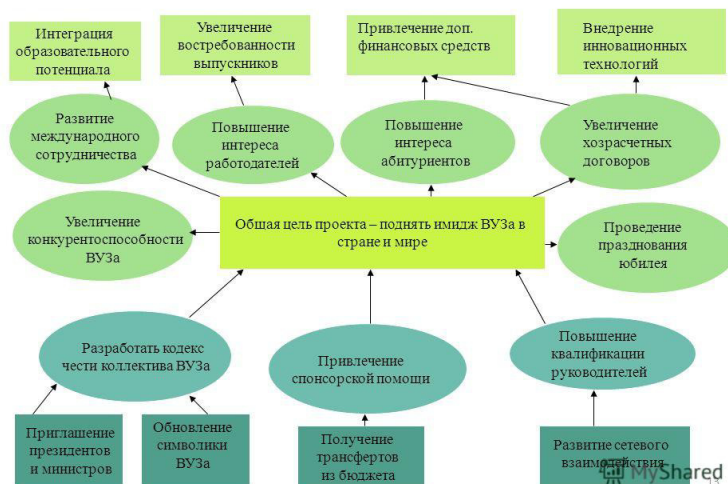 Интеграция
образовательного
потенциала
Увеличение
востребованности
выпускников
Привлечение доп.
финансовых средств
Внедрение
инновационных
технологий
Развитие
международного
сотрудничества
Повышение
интереса
работодателей
Повышение
интереса
абитуриентов
Увеличение
хозрасчетных
договоров
Увеличение
конкурентоспособности
ВУЗа
Общая цель проекта – поднять имидж ВУЗа в
стране и мире
Проведение
празднования
юбилея
Разработать кодекс
чести коллектива ВУЗа
Привлечение
спонсорской помощи
Повышение
квалификации
руководителей
Приглашение
президентов
и министров
Обновление
символики
ВУЗа
Получение
трансфертов
из бюджета
Развитие сетевого
взаимодействия
MyShared
13